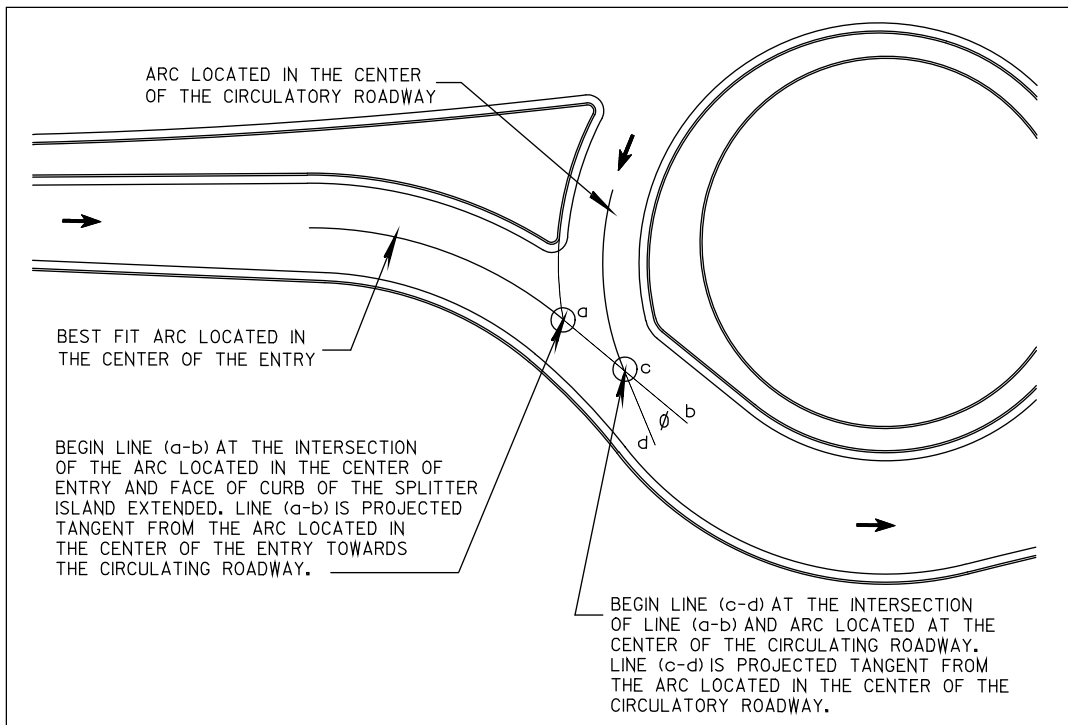 ARC LOCATED IN THE CENTER
OF THE CIRCULATORY ROADWAY
BEST FIT ARC LOCATED IN
THE CENTER OF THE ENTRY
a
c
b
Ø
d
BEGIN LINE (a-b) AT THE INTERSECTION
OF THE ARC LOCATED IN THE CENTER OF
ENTRY AND FACE OF CURB OF THE SPLITTER
ISLAND EXTENDED. LINE (a-b) IS PROJECTED
TANGENT FROM THE ARC LOCATED IN
THE CENTER OF THE ENTRY TOWARDS
THE CIRCULATING ROADWAY.
BEGIN LINE (c-d) AT THE INTERSECTION
OF LINE (a-b) AND ARC LOCATED AT THE
CENTER OF THE CIRCULATING ROADWAY.
LINE (c-d) IS PROJECTED TANGENT FROM
THE ARC LOCATED IN THE CENTER OF THE
CIRCULATORY ROADWAY.